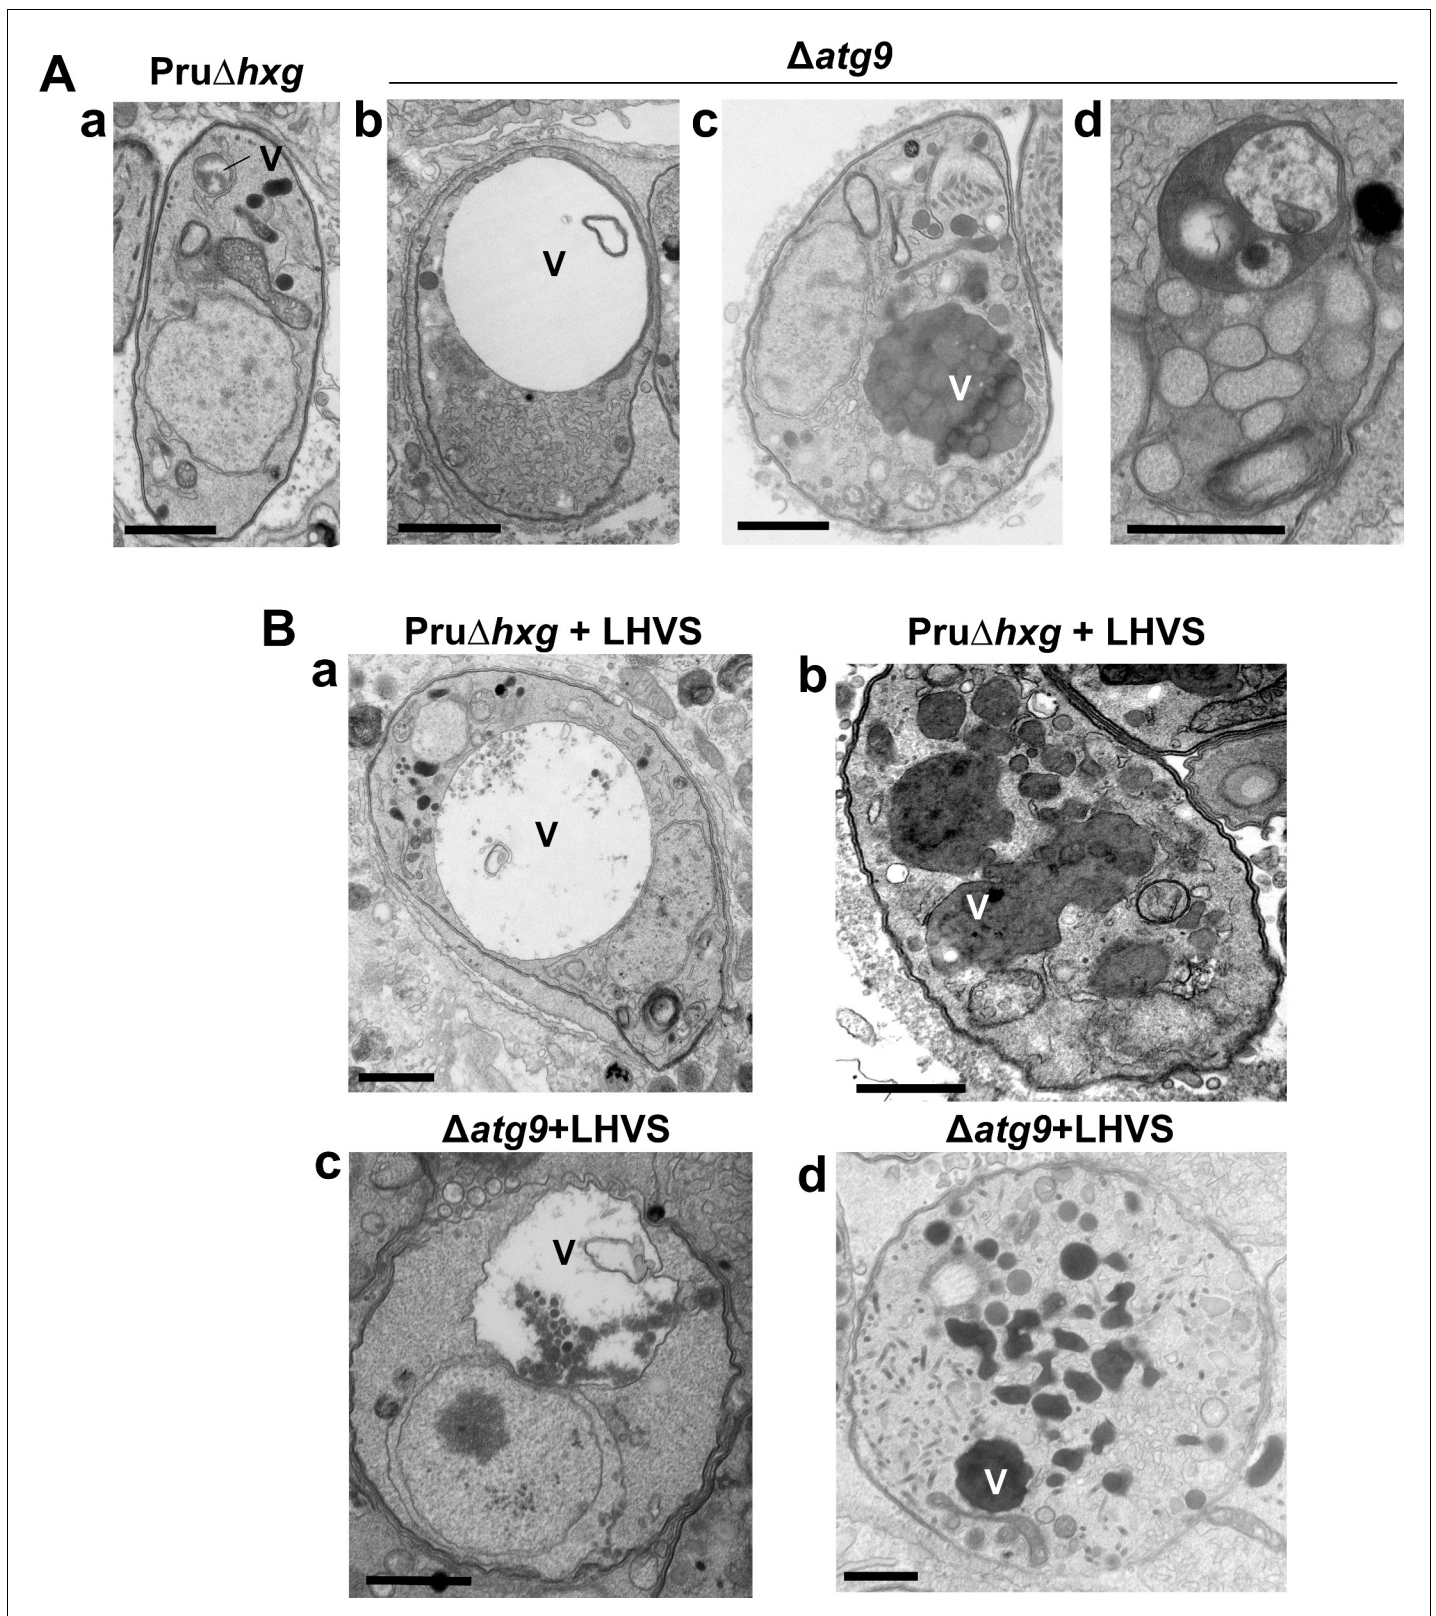 A PruΔhxg Δatg9
a b c d
V V V
B PruΔhxg + LHVS PruΔhxg + LHVS
a b
V V
Δatg9+LHVS Δatg9+LHVS
c d
V V